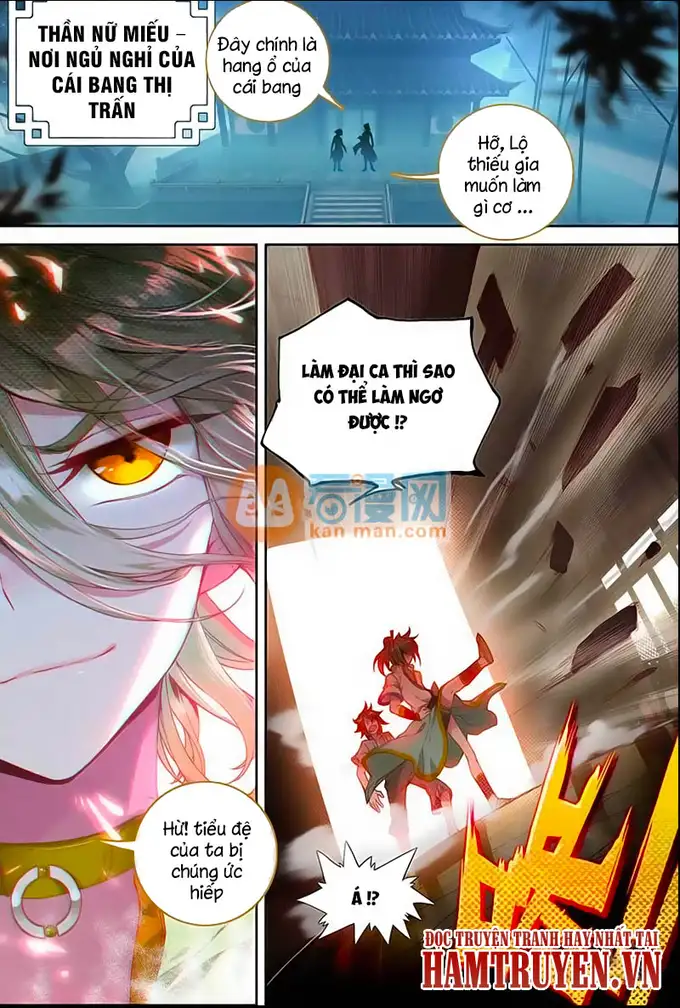 THẦN NỮ MIẾU –
NƠI NGỦ NGHỈ CỦA
CÁI BANG THỊ
TRẤN
Đây chính là
hang ổ của
cái bang
Hỡ, Lộ
thiếu gia
muốn làm
gì cơ ...
LÀM ĐẠI CA THÌ SAO
CÓ THỂ LÀM NGƠ
ĐƯỢC !?
漫网
kan man.com
Hừ! tiểu đệ
của ta bị
chúng ức
hiếp
Á !?
ĐỌC TRUYỆN TRANH HAY NHẤT TẠI
HAMTRUYEN.VN